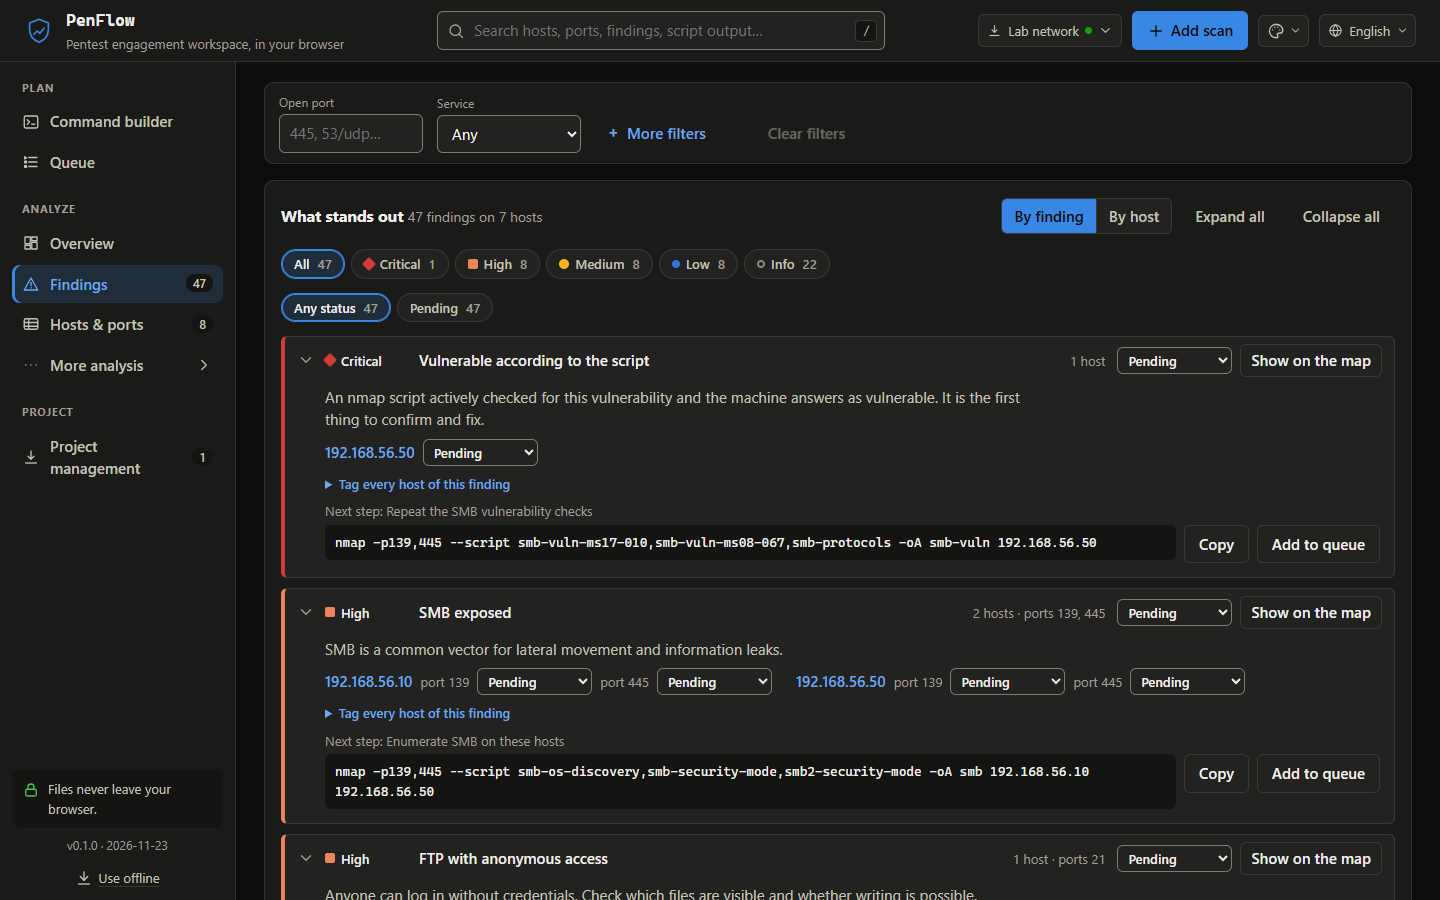 PenFlow
Pentest engagement workspace, in your browser
Search hosts, ports, findings, script output...
/
Lab network
+ Add scan
English
PLAN
Command builder
Queue
ANALYZE
Overview
Findings 47
Hosts & ports 8
··· More analysis
PROJECT
Project
management 1
Files never leave your
browser.
v0.1.0 · 2026-11-23
Use offline
Open port
445, 53/udp...
Service
Any
+ More filters
Clear filters
What stands out 47 findings on 7 hosts
By finding By host Expand all Collapse all
All 47 Critical 1 High 8 Medium 8 Low 8 Info 22
Any status 47 Pending 47
Critical Vulnerable according to the script 1 host Pending Show on the map
An nmap script actively checked for this vulnerability and the machine answers as vulnerable. It is the first
thing to confirm and fix.
192.168.56.50 Pending
Tag every host of this finding
Next step: Repeat the SMB vulnerability checks
nmap -p139,445 --script smb-vuln-ms17-010,smb-vuln-ms08-067,smb-protocols -oA smb-vuln 192.168.56.50
Copy Add to queue
High SMB exposed 2 hosts · ports 139, 445 Pending Show on the map
SMB is a common vector for lateral movement and information leaks.
192.168.56.10 port 139 Pending port 445 Pending 192.168.56.50 port 139 Pending port 445 Pending
Tag every host of this finding
Next step: Enumerate SMB on these hosts
nmap -p139,445 --script smb-os-discovery,smb-security-mode,smb2-security-mode -oA smb 192.168.56.10
192.168.56.50
Copy Add to queue
High FTP with anonymous access 1 host · ports 21 Pending Show on the map
Anyone can log in without credentials. Check which files are visible and whether writing is possible.